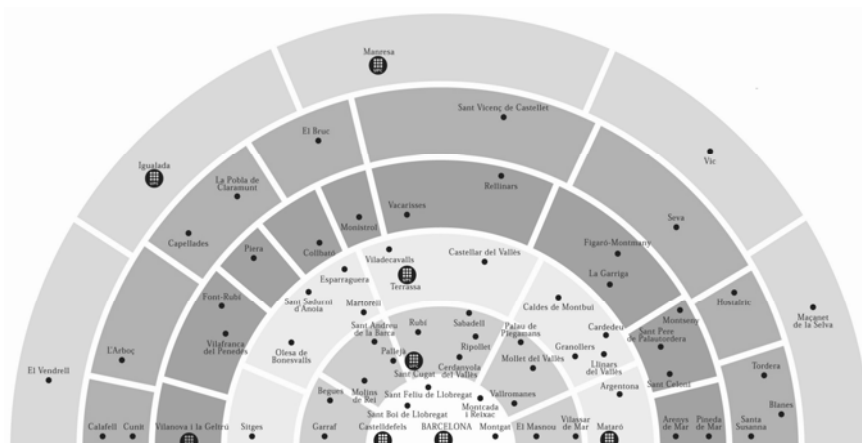 Manresa
Sant Vicenç de Castellet
El Bruc
Vic
Igualada
La Pobla de
Claramunt
Rellinars
Vacarisses
Seva
Capellades
Monistrol
Piera
Collbató
Viladecavalls
Castellar del Vallès
Figaró-Montmany
Esparraguera
Terrassa
La Garriga
Font-Rubí
Sant Sadurní
d'Anoia
Martorell
Caldes de Montbui
Hostalric
Maçanet
de la Selva
Sant Andreu
de la Barca
Rubí
Sabadell
Palau de
Plegamans
Cardedeu
Montseny
Sant Pere
de Palautordera
Vilafranca
del Penedès
L'Arboç
Olesa de
Bonesvalls
Pallejà
Ripollet
Granollers
Mollet del Vallès
Llinars
del Vallès
El Vendrell
Sant Cugat
Cerdanyola
del Vallès
Tordera
Begues
Molins
de Rei
Sant Feliu de Llobregat
Vallromanes
Argentona
Sant Celoni
Montcada
i Reixac
Blanes
Sant Boi de Llobregat
Calafell
Cunit
Vilanova i la Geltrú
Sitges
Garraf
Castelldefels
BARCELONA
Montgat
El Masnou
Vilassar
de Mar
Mataró
Arenys
de Mar
Pineda
de Mar
Santa
Susanna